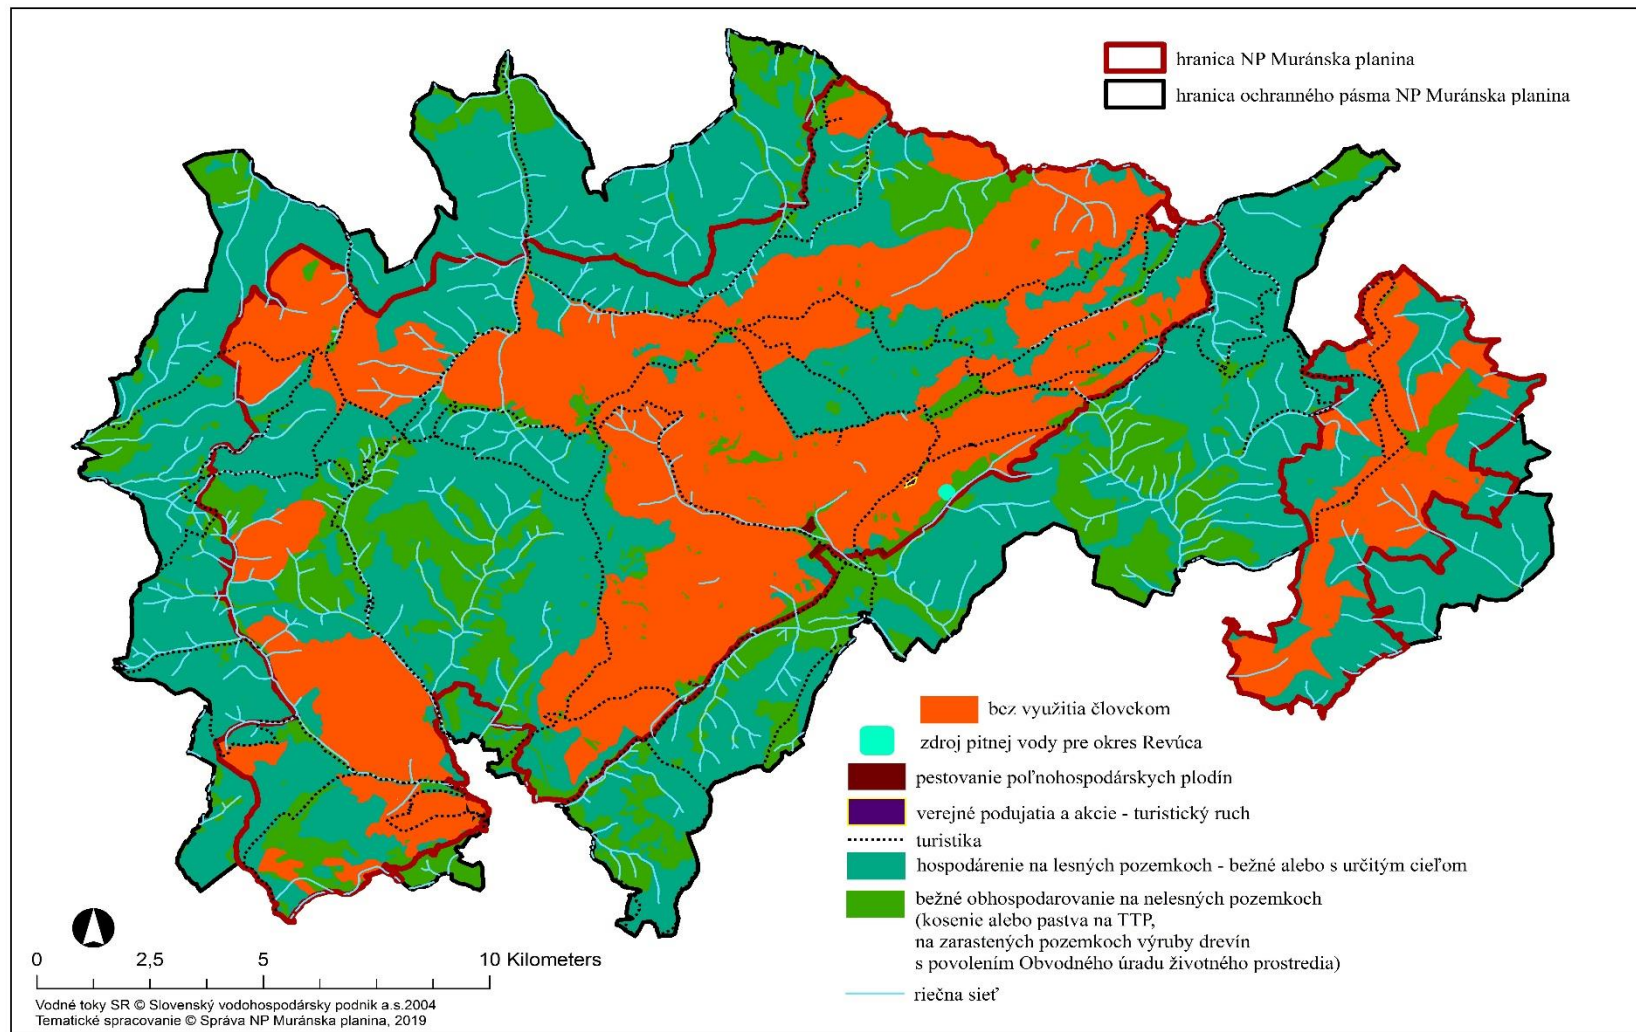 hranica NP Muránska planina
hranica ochranného pásma NP Muránska planina
bez využitia človekom
zdroj pitnej vody pre okres Revúca
pestovanie poľnohospodárskych plodín
verejné podujatia a akcie - turistický ruch
turistika
hospodárenie na lesných pozemkoch - bežné alebo s určitým cieľom
bežné obhospodarovanie na nelesných pozemkoch
(kosenie alebo pastva na TTP,
na zarastených pozemkoch výruby drevín
s povolením Obvodného úradu životného prostredia)
riečna sieť
0 2,5 5 10 Kilometers
Vodné toky SR © Slovenský vodohospodársky podnik a.s.2004
Tematické spracovanie © Správa NP Muránska planina, 2019